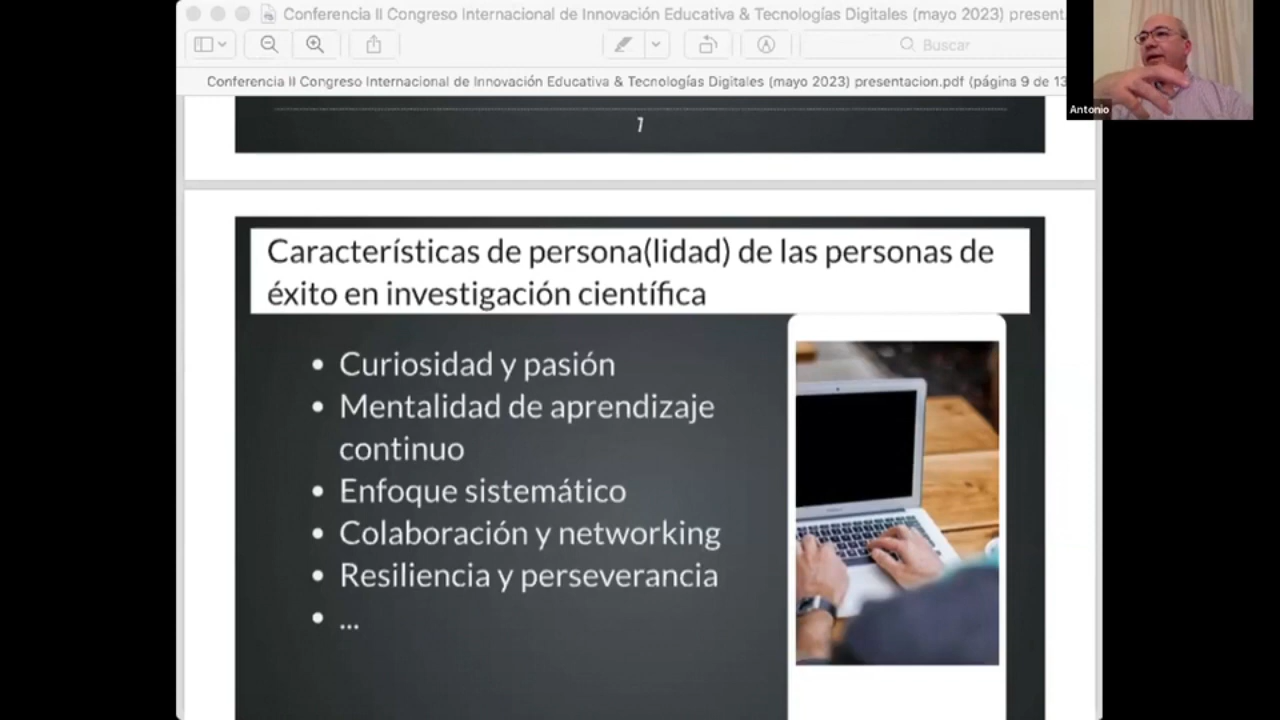 Conferencia II Congreso Internacional de Innovación Educativa & Tecnologías Digitales (mayo 2023) present.
Buscar
Conferencia II Congreso Internacional de Innovación Educativa & Tecnologías Digitales (mayo 2023) presentacion.pdf (página 9 de 13
Antonio
7
Características de persona(lidad) de las personas de
éxito en investigación científica
• Curiosidad y pasión
• Mentalidad de aprendizaje
continuo
• Enfoque sistemático
• Colaboración y networking
• Resiliencia y perseverancia
• ...